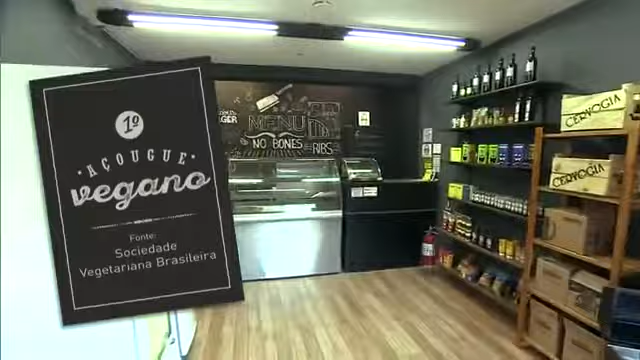 1º
AÇOUGUE
vegano
Fonte:
Sociedade
Vegetariana Brasileira
MENU
NO BONES
RIBS
CERVOGIA
CERVOGIA